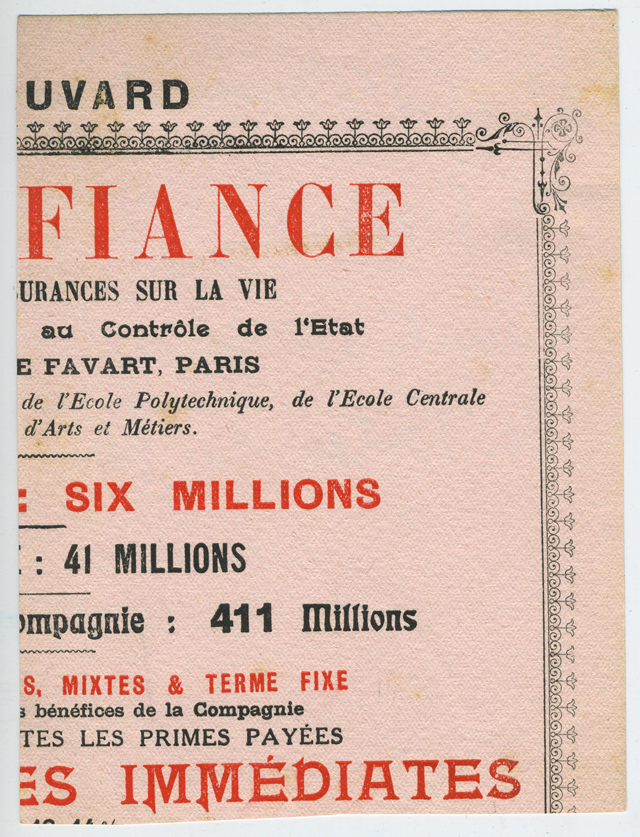 UVARD
FIANCE
URANCES SUR LA VIE
au Contrôle de l'Etat
E FAVART, PARIS
de l'Ecole Polytechnique, de l'Ecole Centrale
d'Arts et Métiers.
: SIX MILLIONS
: 41 MILLIONS
ompagnie : 411 Millions
S, MIXTES & TERME FIXE
s bénéfices de la Compagnie
TES LES PRIMES PAYÉES
ES IMMÉDIATES